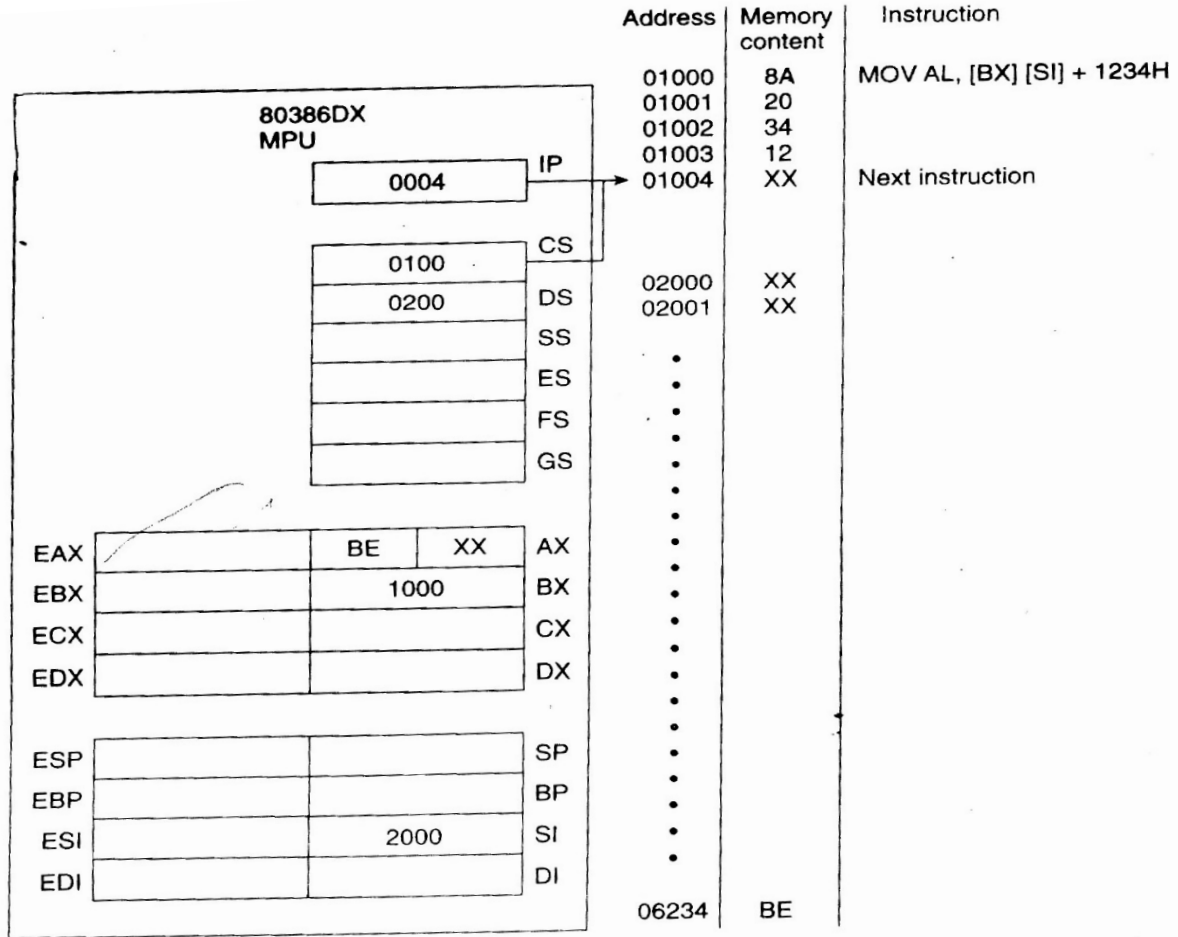 Address Memory content Instruction
01000 8A MOV AL, [BX] [SI] + 1234H
01001 20
01002 34
01003 12
01004 XX Next instruction
02000 XX
02001 XX
06234 BE
80386DX
MPU
0004 IP
0100 CS
0200 DS
SS
ES
FS
GS
EAX BE XX AX
EBX 1000 BX
ECX CX
EDX DX
ESP SP
EBP BP
ESI 2000 SI
EDI DI